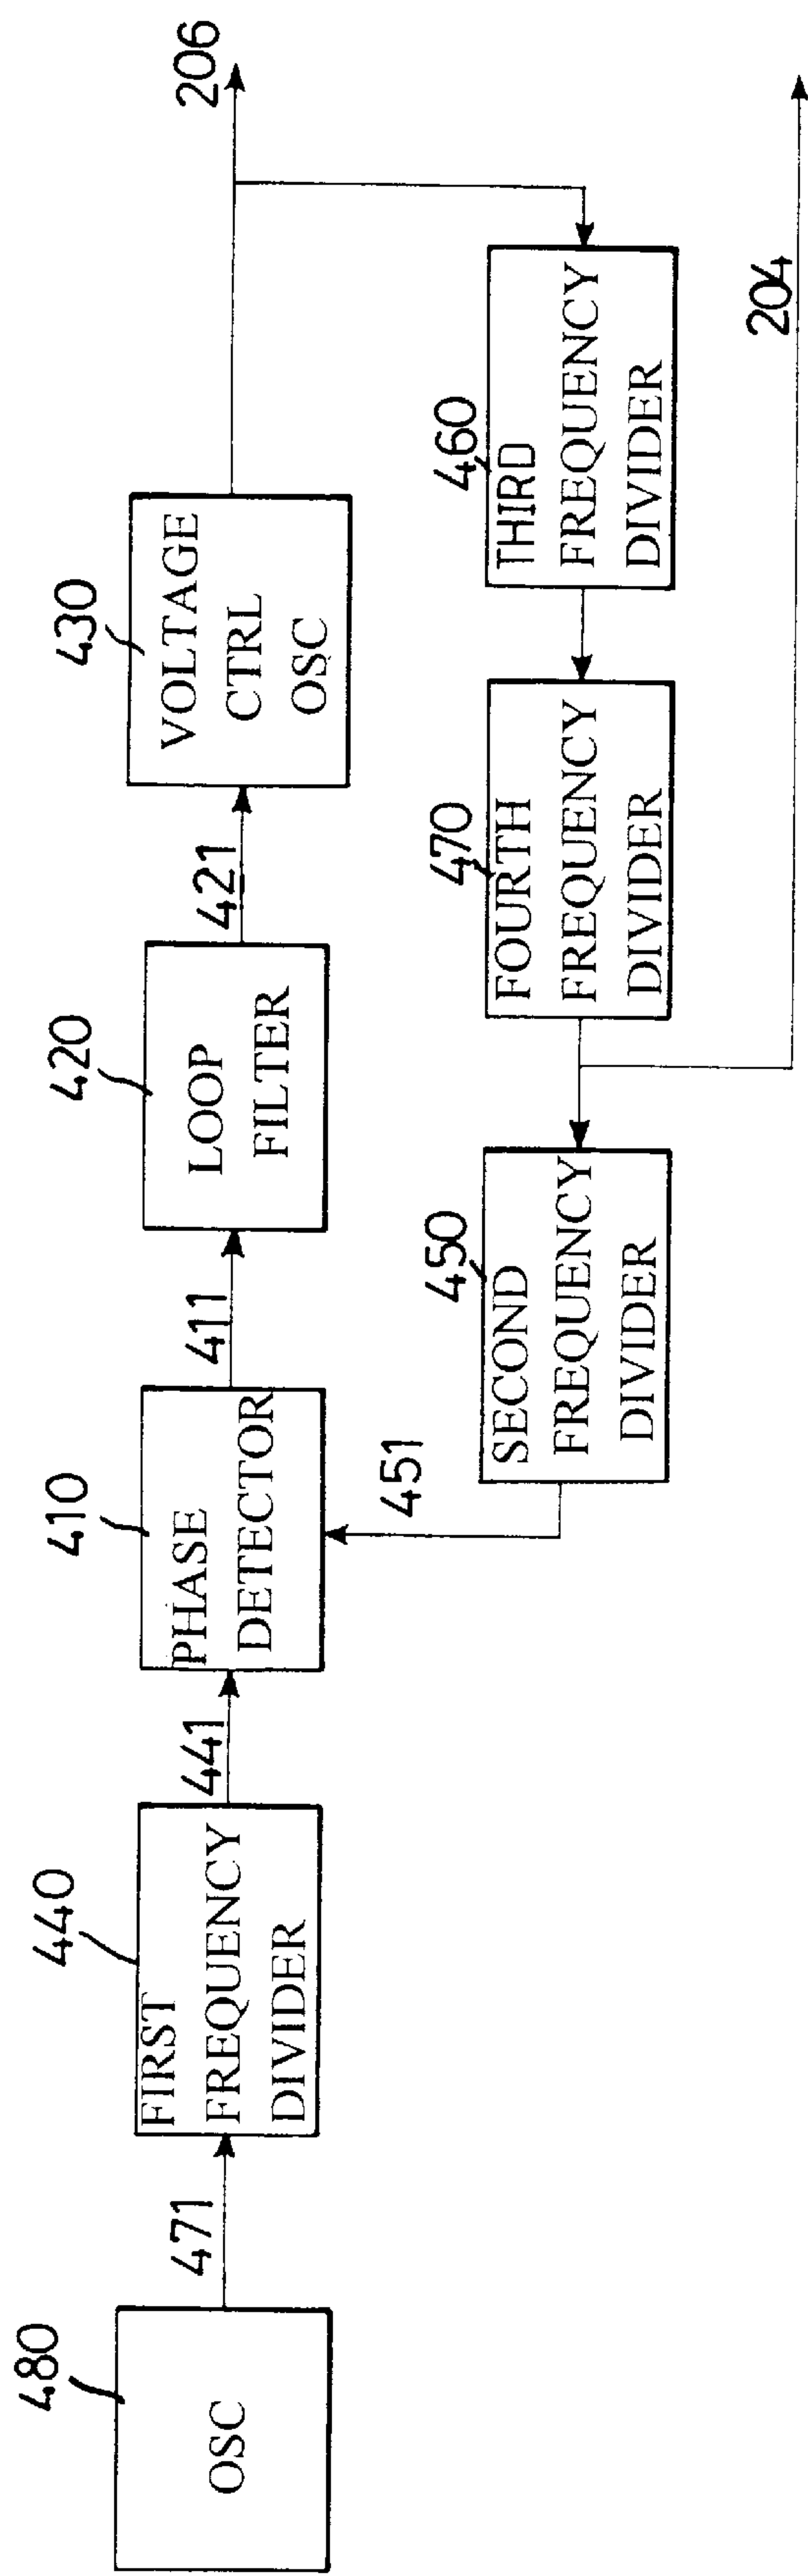 480
OSC
471
440
FIRST
FREQUENCY
DIVIDER
441
410
PHASE
DETECTOR
411
420
LOOP
FILTER
421
430
VOLTAGE
CTRL
OSC
206
451
450
SECOND
FREQUENCY
DIVIDER
470
FOURTH
FREQUENCY
DIVIDER
460
THIRD
FREQUENCY
DIVIDER
204